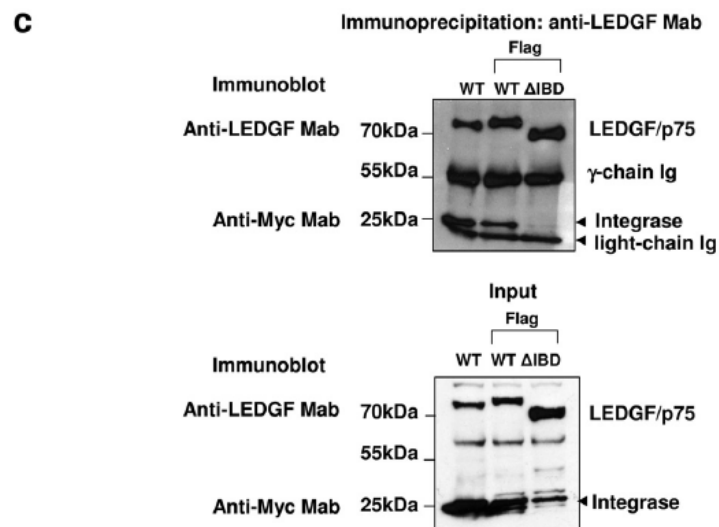 C
Immunoprecipitation: anti-LEDGF Mab
Flag
Immunoblot
WT WT ΔIBD
Anti-LEDGF Mab 70kDa LEDGF/p75
55kDa γ-chain Ig
Anti-Myc Mab 25kDa Integrase
light-chain Ig
Input
Flag
Immunoblot
WT WT ΔIBD
Anti-LEDGF Mab 70kDa LEDGF/p75
55kDa
Anti-Myc Mab 25kDa Integrase